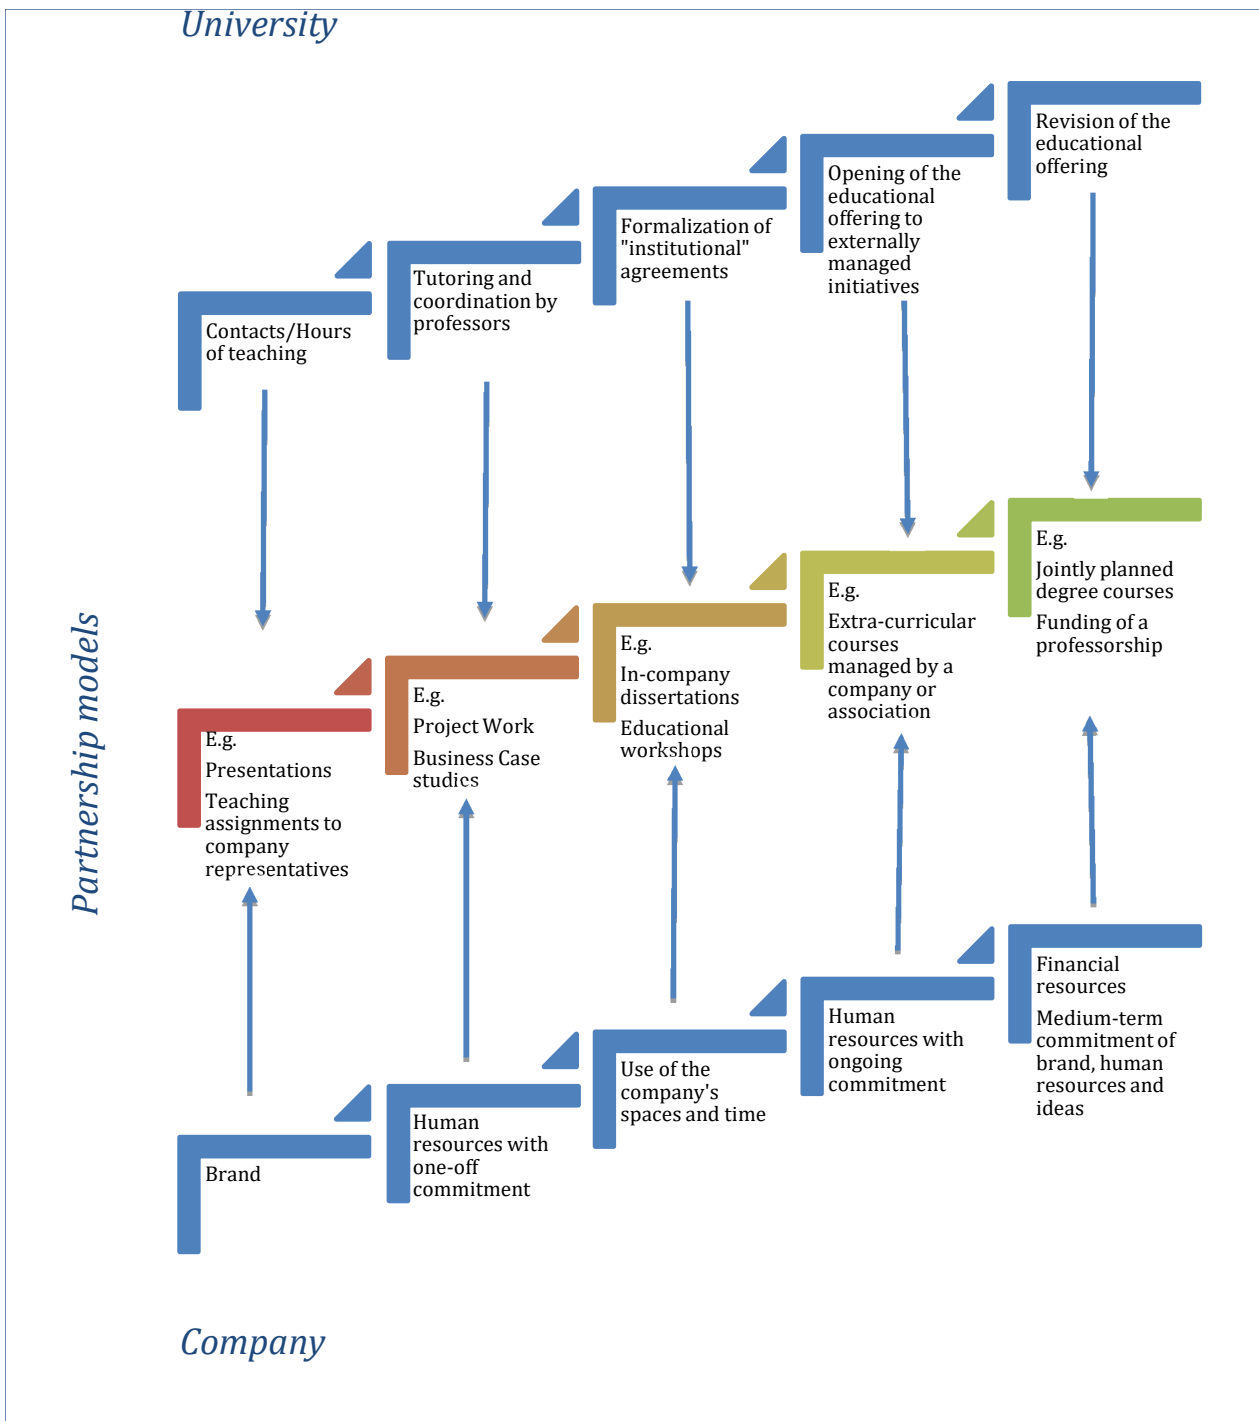 University
Contacts/Hours
of teaching
Tutoring and
coordination by
professors
Formalization of
"institutional"
agreements
Opening of the
educational
offering to
externally
managed
initiatives
Revision of the
educational
offering
Partnership models
E.g.
Presentations
Teaching
assignments to
company
representatives
E.g.
Project Work
Business Case
studies
E.g.
In-company
dissertations
Educational
workshops
E.g.
Extra-curricular
courses
managed by a
company or
association
E.g.
Jointly planned
degree courses
Funding of a
professorship
Brand
Human
resources with
one-off
commitment
Use of the
company's
spaces and time
Human
resources with
ongoing
commitment
Financial
resources
Medium-term
commitment of
brand, human
resources and
ideas
Company